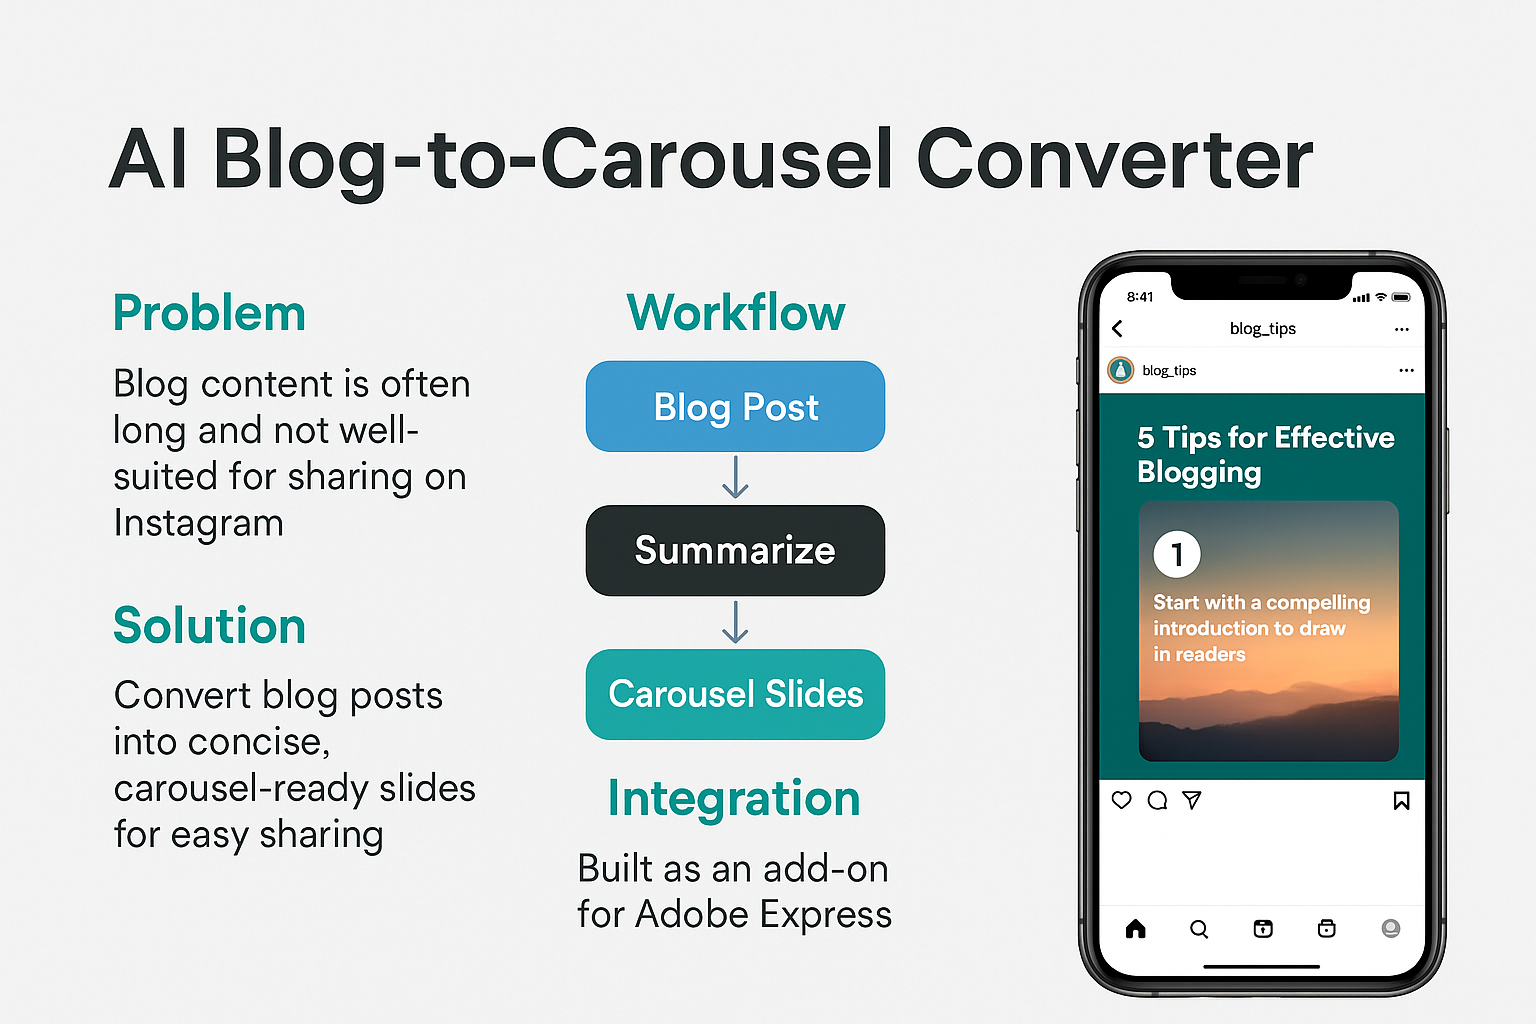 AI Blog-to-Carousel Converter
Problem
Blog content is often
long and not well-
suited for sharing on
Instagram
Solution
Convert blog posts
into concise,
carousel-ready slides
for easy sharing
Workflow
Blog Post
Summarize
Carousel Slides
Integration
Built as an add-on
for Adobe Express
8:41
blog_tips
blog_tips
5 Tips for Effective
Blogging
1
Start with a compelling
introduction to draw
in readers